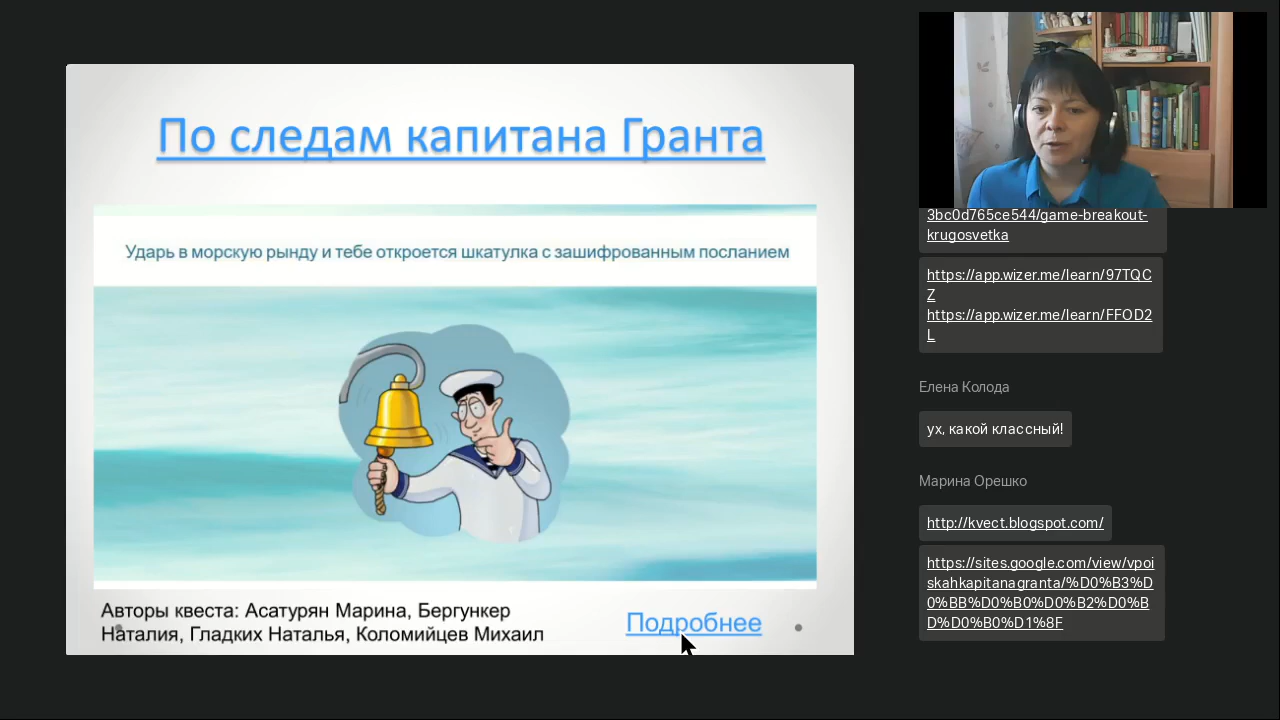 По следам капитана Гранта
Ударь в морскую рынду и тебе откроется шкатулка с зашифрованным посланием
Авторы квеста: Асатурян Марина, Бергункер
Наталия, Гладких Наталья, Коломийцев Михаил
Подробнее
3bc0d765ce544/game-breakout-
krugosvetka
https://app.wizer.me/learn/97TQC
Z
https://app.wizer.me/learn/FFOD2
L
Елена Колода
ух, какой классный!
Марина Орешко
http://kvect.blogspot.com/
https://sites.google.com/view/vpoi
skahkapitanagranta/%D0%B3%D
0%BB%D0%B0%D0%B2%D0%B
D%D0%B0%D1%8F